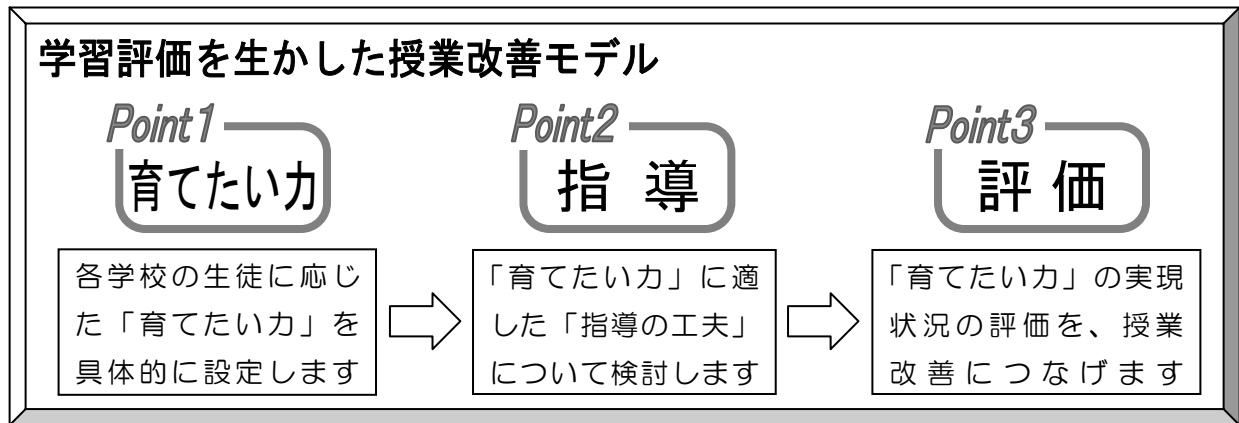 学習評価を生かした授業改善モデル
Point1
育てたい力
各学校の生徒に応じ
た「育てたい力」を
具体的に設定します
Point2
指 導
「育てたい力」に適
した「指導の工夫」
について検討します
Point3
評 価
「育てたい力」の実現
状況の評価を、授業
改善につなげます